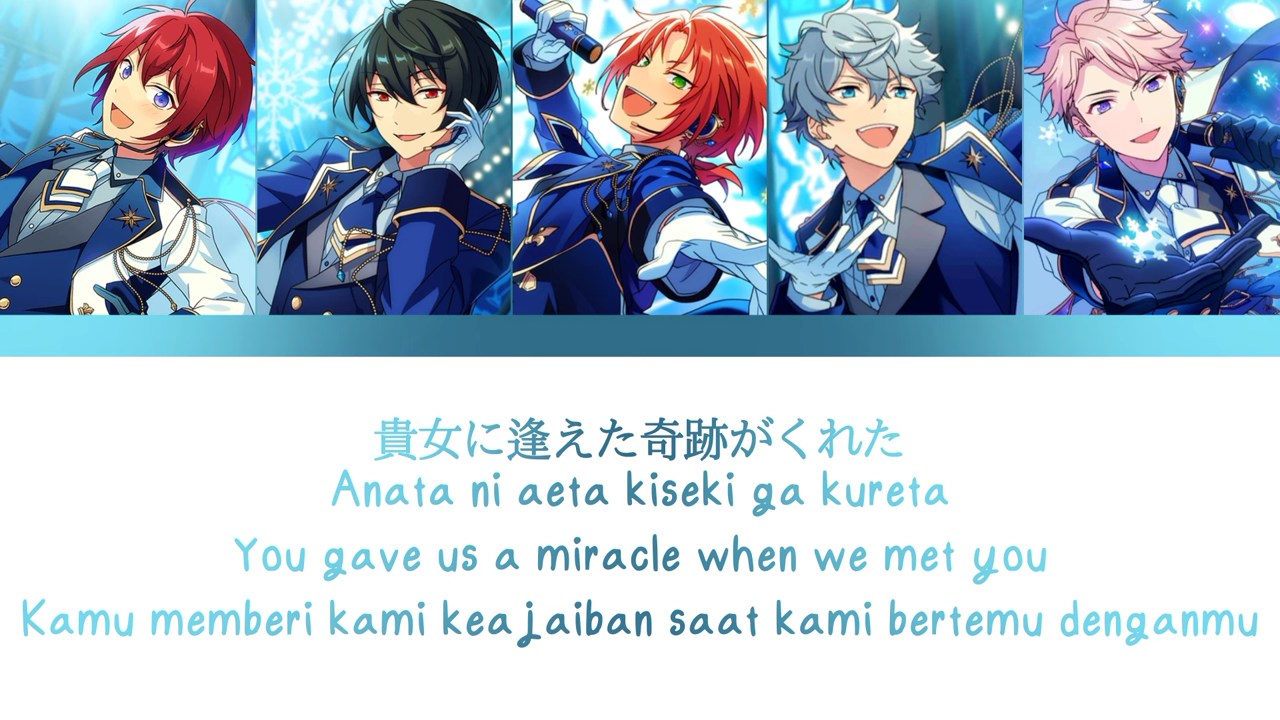 貴女に逢えた奇跡がくれた
Anata ni aeta kiseki ga kureta
You gave us a miracle when we met you
Kamu memberi kami keajaiban saat kami bertemu denganmu